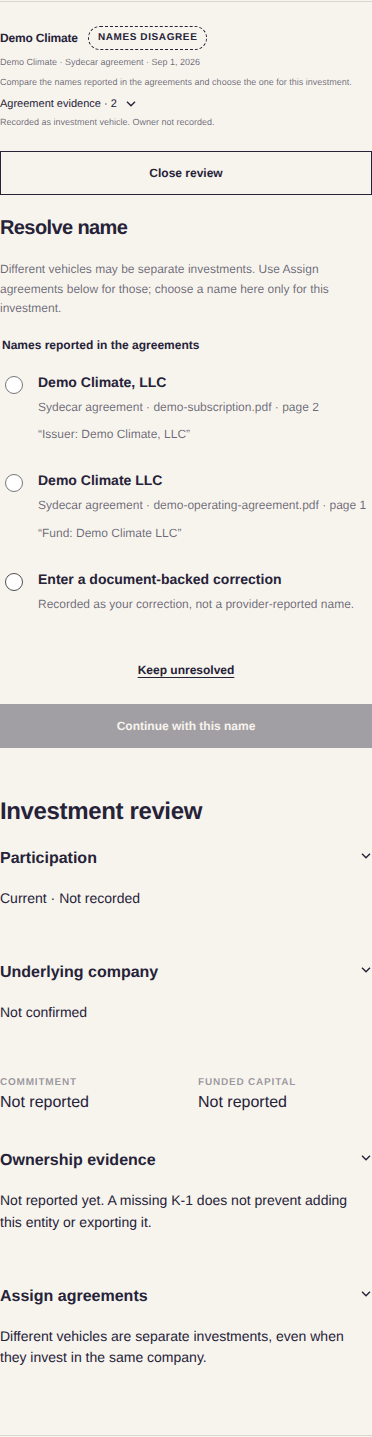 Demo Climate NAMES DISAGREE
Demo Climate · Sydecar agreement · Sep 1, 2026
Compare the names reported in the agreements and choose the one for this investment.
Agreement evidence · 2
Recorded as investment vehicle. Owner not recorded.
Close review
Resolve name
Different vehicles may be separate investments. Use Assign
agreements below for those; choose a name here only for this
investment.
Names reported in the agreements
Demo Climate, LLC
Sydecar agreement · demo-subscription.pdf · page 2
“Issuer: Demo Climate, LLC”
Demo Climate LLC
Sydecar agreement · demo-operating-agreement.pdf · page 1
“Fund: Demo Climate LLC”
Enter a document-backed correction
Recorded as your correction, not a provider-reported name.
Keep unresolved
Continue with this name
Investment review
Participation
Current · Not recorded
Underlying company
Not confirmed
COMMITMENT FUNDED CAPITAL
Not reported Not reported
Ownership evidence
Not reported yet. A missing K-1 does not prevent adding
this entity or exporting it.
Assign agreements
Different vehicles are separate investments, even when
they invest in the same company.